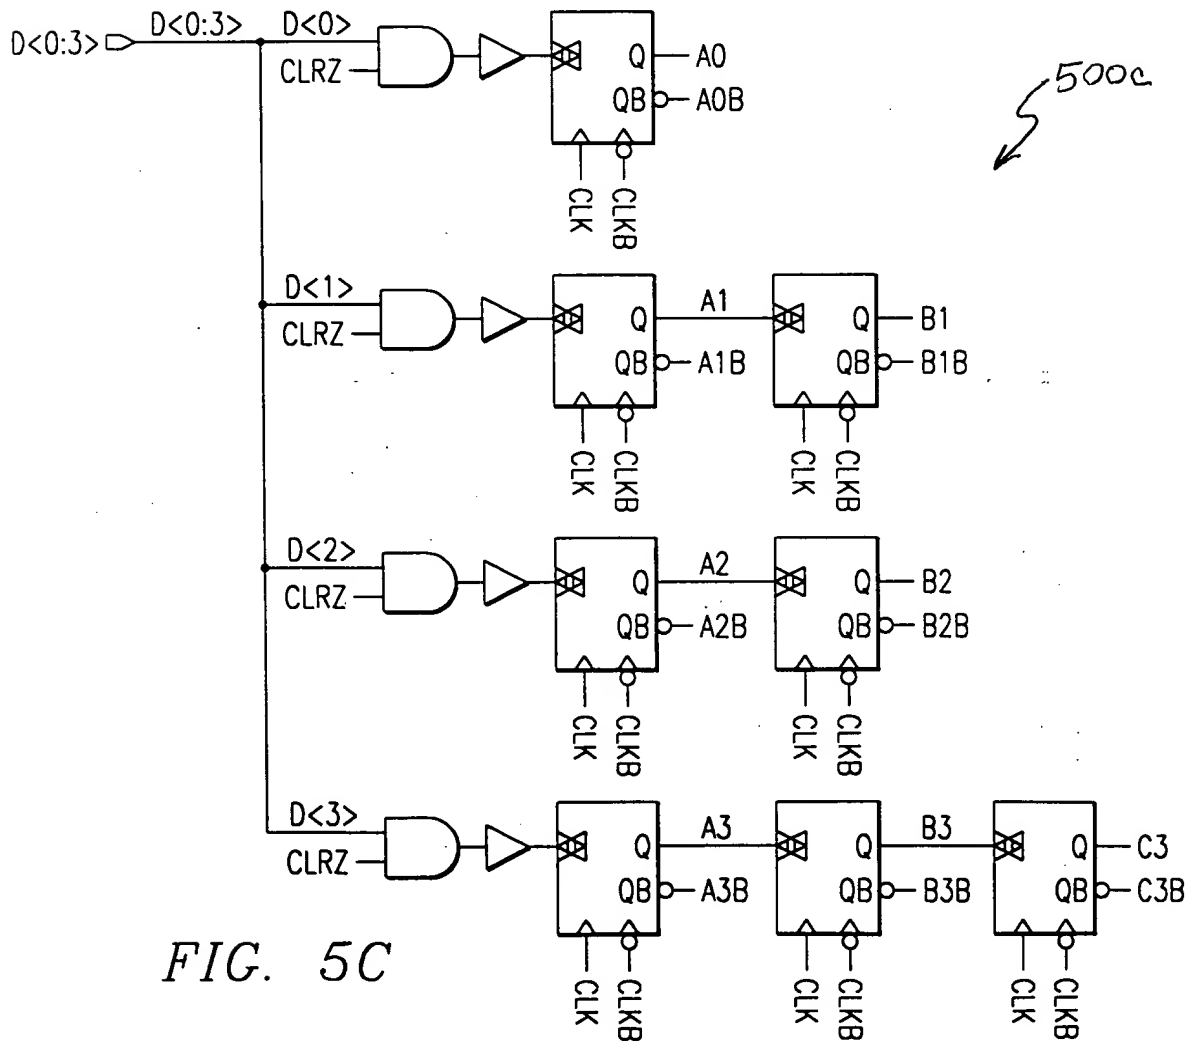 D<0:3> D<0:3> D<0>
CLRZ
Q A0
QB A0B
CLK CLKB
500c
D<1>
CLRZ
Q A1 Q B1
QB A1B QB B1B
CLK CLKB CLK CLKB
D<2>
CLRZ
Q A2 Q B2
QB A2B QB B2B
CLK CLKB CLK CLKB
D<3>
CLRZ
Q A3 Q B3 Q C3
QB A3B QB B3B QB C3B
CLK CLKB CLK CLKB CLK CLKB
FIG. 5C